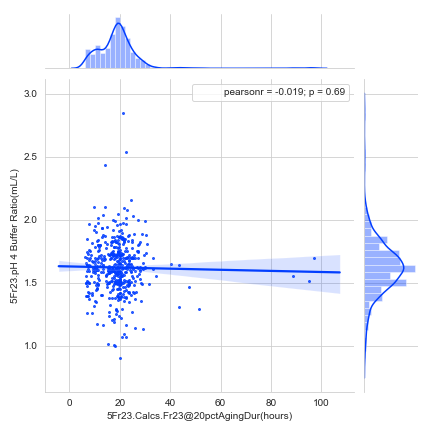 pearsonr = -0.019; p = 0.69
3.0
2.5
2.0
1.5
1.0
5Fr23.pH 4 Buffer Ratio(mL/L)
0 20 40 60 80 100
5Fr23.Calcs.Fr23@20pctAgingDur(hours)